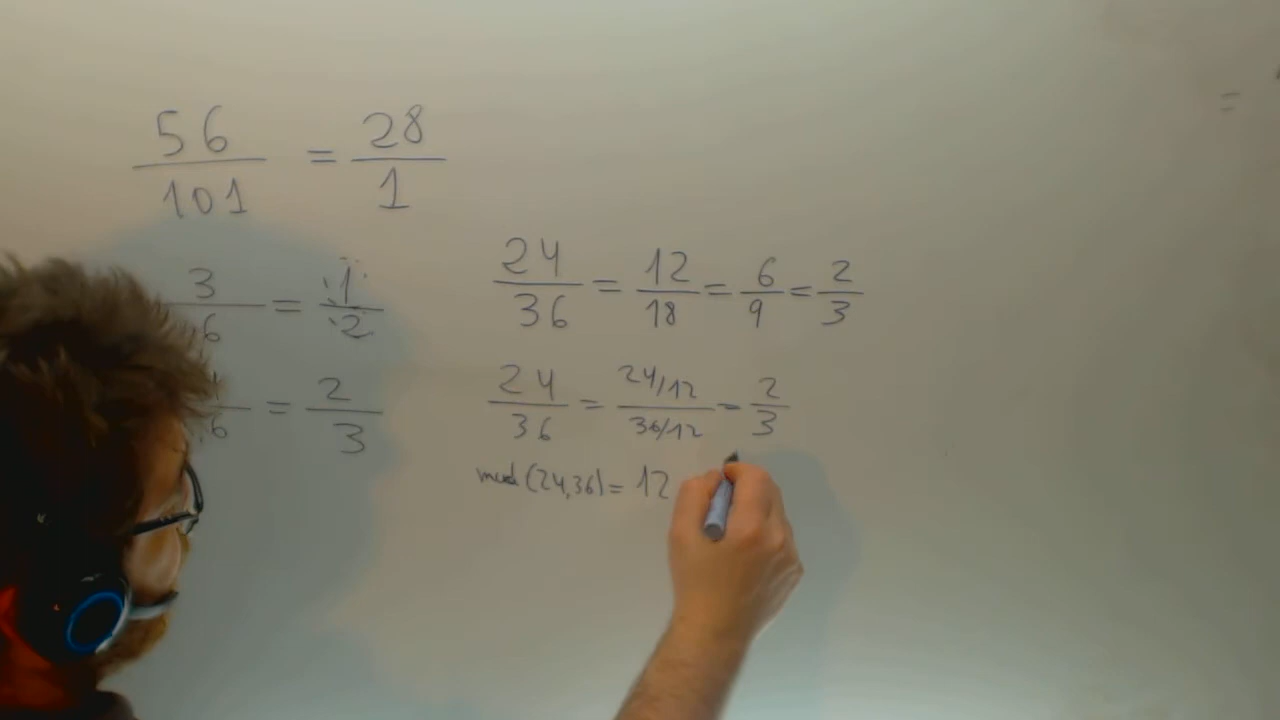 56/101 = 28/1
3/6 = 1/2
24/36 = 12/18 = 6/9 = 2/3
/6 = 2/3
24/36 = 24/12/36/12 = 2/3
mcd (24,36) = 12
=